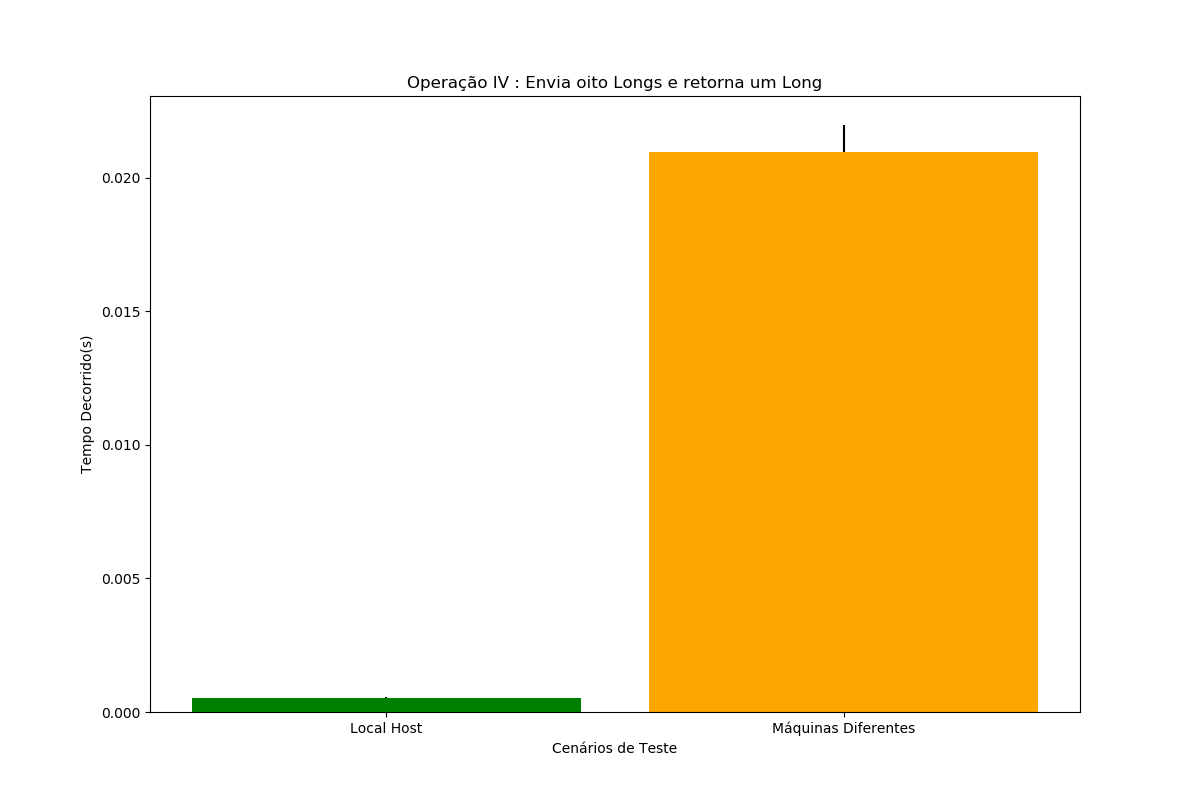 Operação IV : Envia oito Longs e retorna um Long
0.020
0.015
0.010
0.005
0.000
Tempo Decorrido(s)
Local Host
Máquinas Diferentes
Cenários de Teste